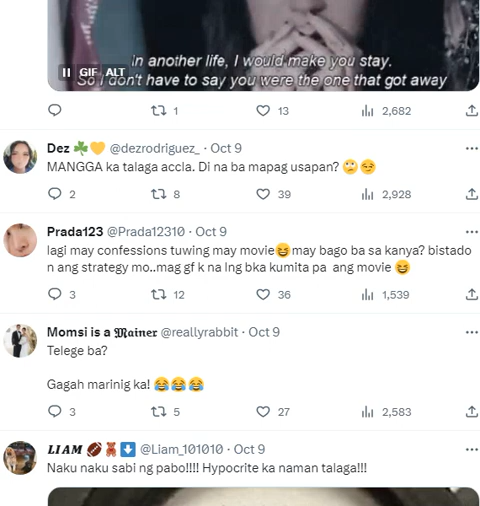 In another life, I would make you stay.
GIF ALT
So I don't have to say you were the one that got away
1 13 2,682
Dez ☘️💛 @dezrodriguez_ · Oct 9
MANGGA ka talaga accla. Di na ba mapag usapan? 🙄😏
2 8 39 2,928
Prada123 @Prada12310 · Oct 9
lagi may confessions tuwing may movie😆may bago ba sa kanya? bistado
n ang strategy mo..mag gf k na lng bka kumita pa ang movie 😆
3 12 36 1,539
Momsi is a 𝕸𝖆𝖎𝖓𝖊𝖗 @reallyrabbit · Oct 9
Telege ba?
Gagah marinig ka! 😂😂😂
3 5 27 2,583
𝑳𝑰𝑨𝑴 🏈🧸⬇️ @Liam_101010 · Oct 9
Naku naku sabi ng pabo!!!! Hypocrite ka naman talaga!!!